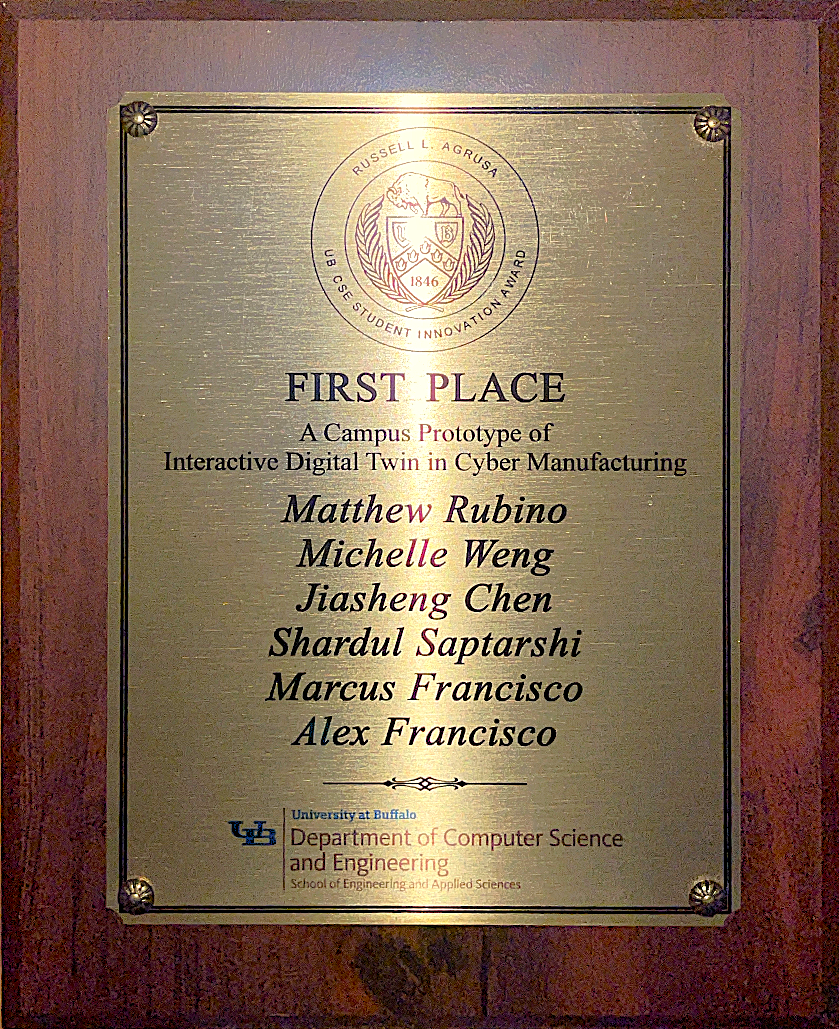 RUSSELL L. AGRUSA
U B
1846
UB CSE STUDENT INNOVATION AWARD
FIRST PLACE
A Campus Prototype of
Interactive Digital Twin in Cyber Manufacturing
Matthew Rubino
Michelle Weng
Jiasheng Chen
Shardul Saptarshi
Marcus Francisco
Alex Francisco
UB
University at Buffalo
Department of Computer Science
and Engineering
School of Engineering and Applied Sciences